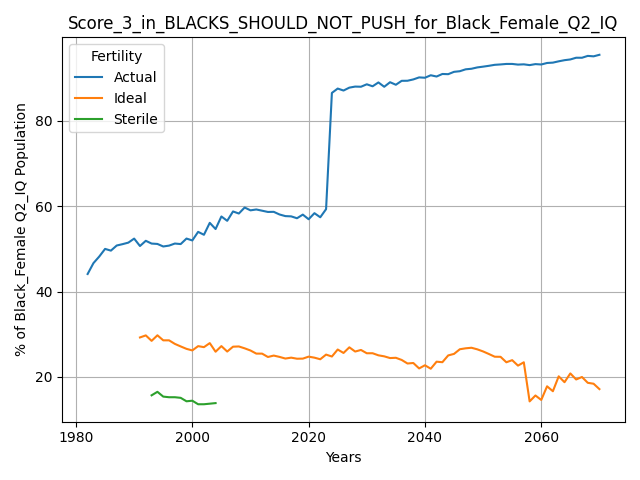 Score_3_in_BLACKS_SHOULD_NOT_PUSH_for_Black_Female_Q2_IQ
Fertility
Actual
Ideal
Sterile
% of Black_Female Q2_IQ Population
80
60
40
20
1980
2000
2020
2040
2060
Years